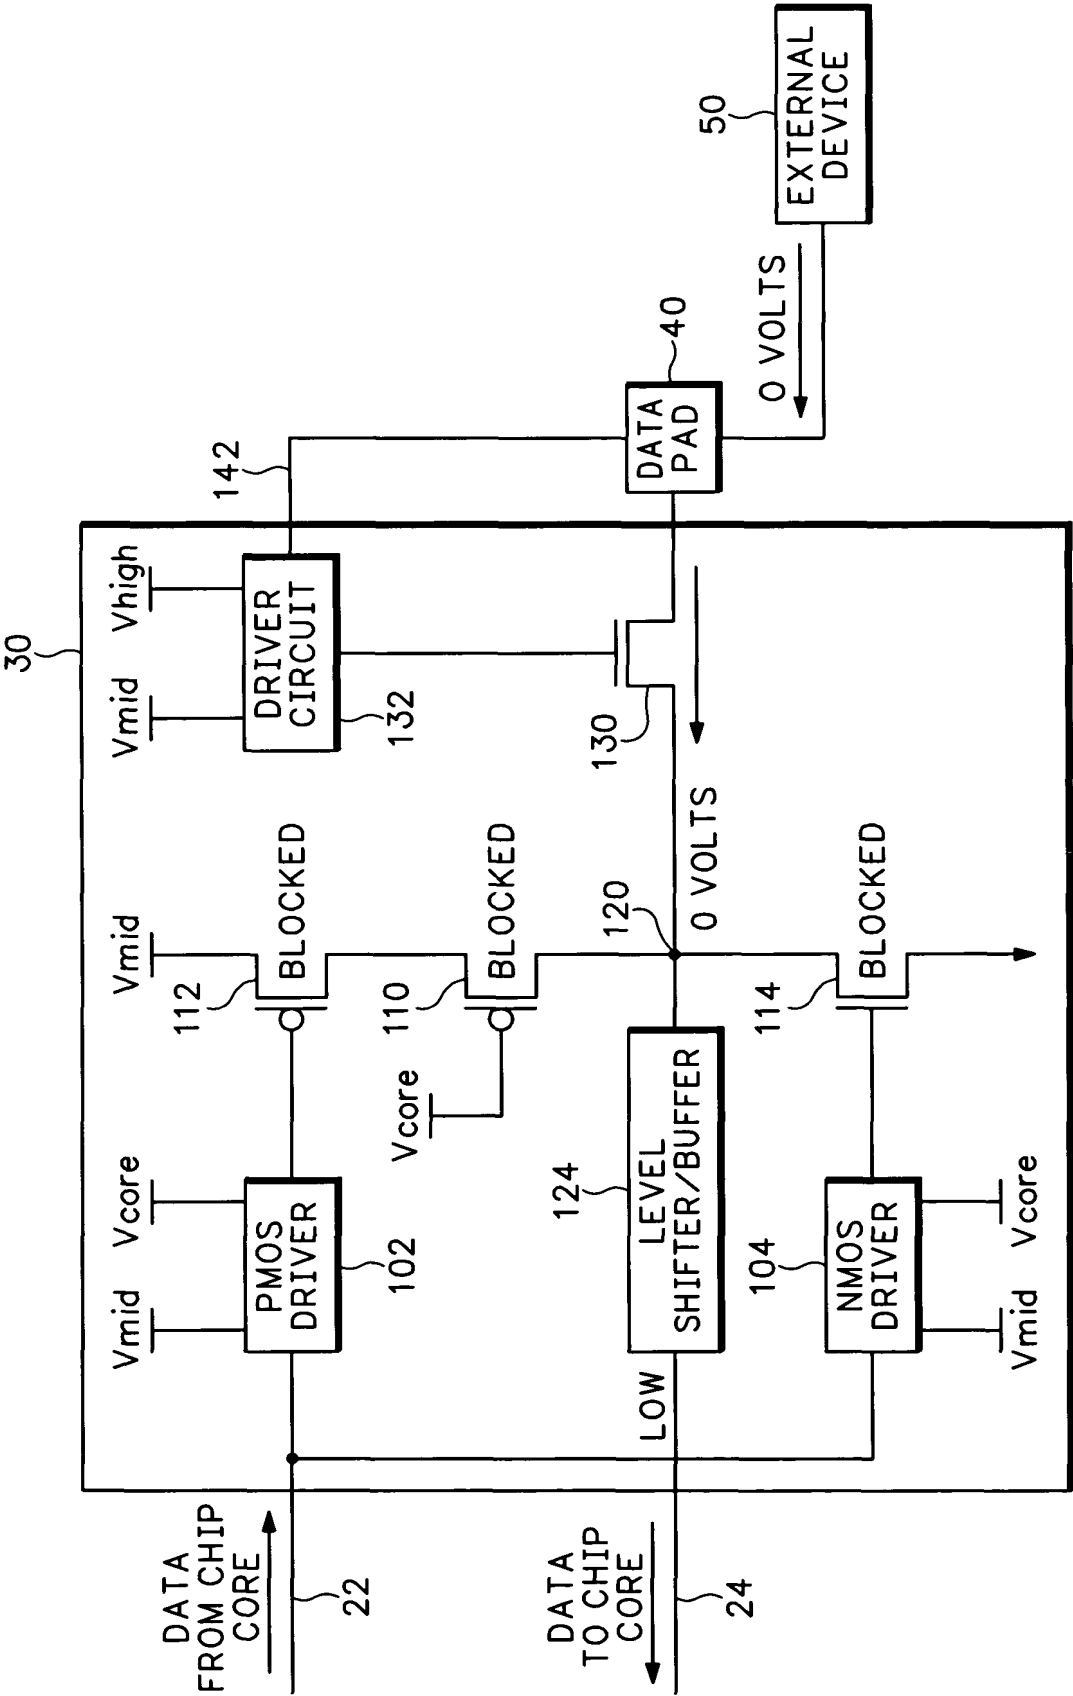 30
Vmid
Vcore
Vmid
Vmid
Vhigh
142
PMOS
DRIVER
102
112
BLOCKED
DRIVER
CIRCUIT
132
DATA
FROM CHIP
CORE
22
Vcore
110
BLOCKED
DATA
TO CHIP
CORE
24
LOW
124
LEVEL
SHIFTER/BUFFER
120
0 VOLTS
130
DATA
PAD
40
0 VOLTS
50
EXTERNAL
DEVICE
104
NMOS
DRIVER
Vmid
Vcore
114
BLOCKED